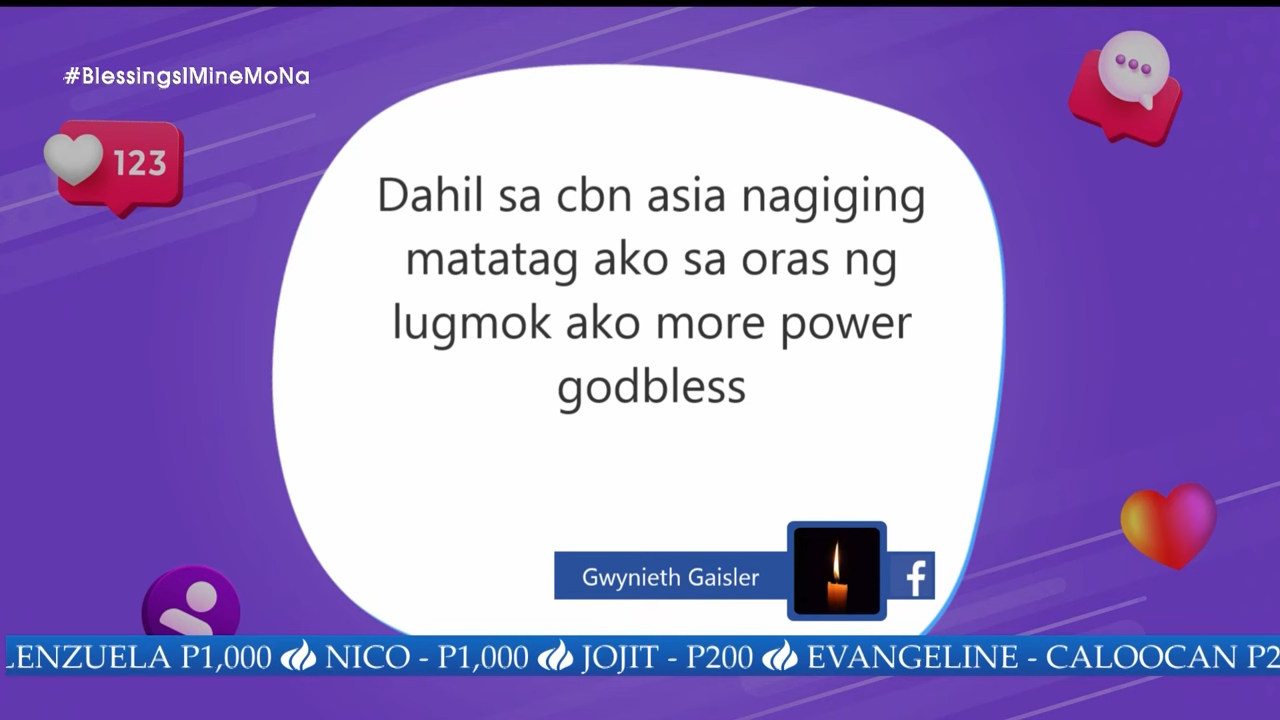 #BlessingsIMineMoNa
123
Dahil sa cbn asia nagiging
matatag ako sa oras ng
lugmok ako more power
godbless
Gwynieth Gaisler
LENZUELA P1,000 NICO - P1,000 JOJIT - P200 EVANGELINE - CALOOCAN P2